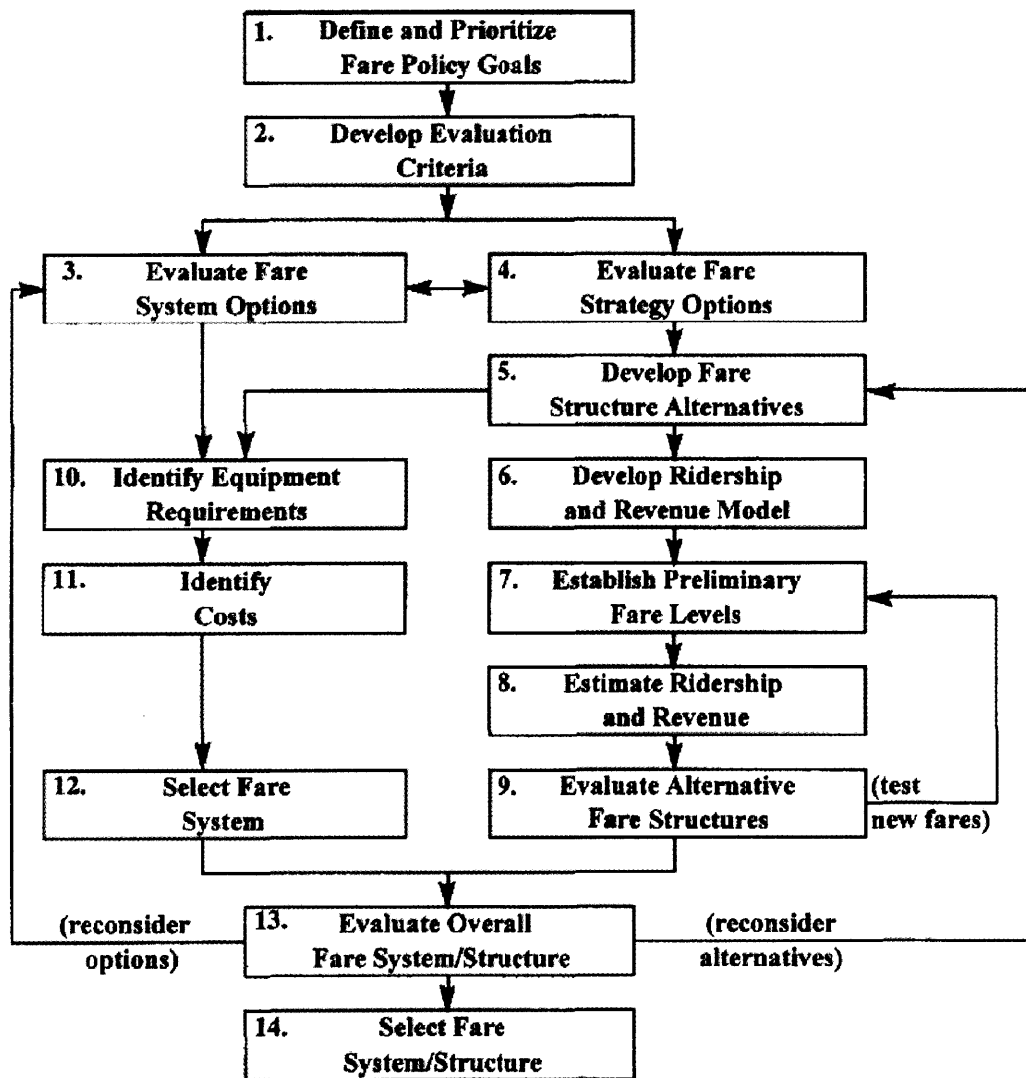 1. Define and Prioritize
Fare Policy Goals
2. Develop Evaluation
Criteria
3. Evaluate Fare
System Options
4. Evaluate Fare
Strategy Options
5. Develop Fare
Structure Alternatives
10. Identify Equipment
Requirements
6. Develop Ridership
and Revenue Model
11. Identify
Costs
7. Establish Preliminary
Fare Levels
8. Estimate Ridership
and Revenue
12. Select Fare
System
9. Evaluate Alternative
Fare Structures
(test
new fares)
(reconsider
options)
13. Evaluate Overall
Fare System/Structure
(reconsider
alternatives)
14. Select Fare
System/Structure